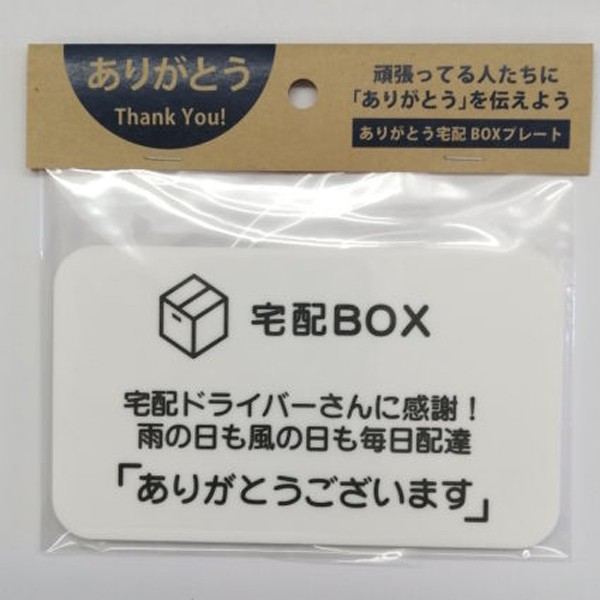 ありがとう
Thank You!
頑張ってる人たちに
「ありがとう」を伝えよう
ありがとう宅配BOXプレート
宅配BOX
宅配ドライバーさんに感謝！
雨の日も風の日も毎日配達
「ありがとうございます」